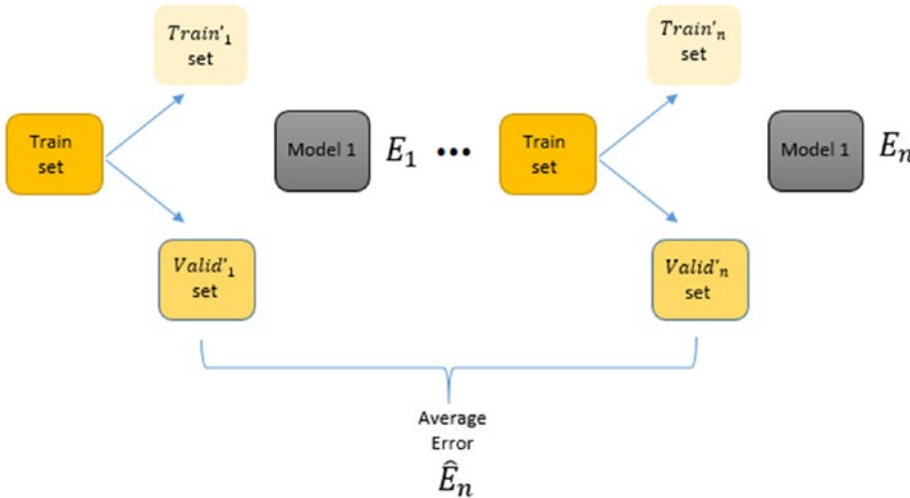 Train'₁
set
Train'ₙ
set
Train
set
Model 1
E₁ •••
Train
set
Model 1
Eₙ
Valid'₁
set
Valid'ₙ
set
Average
Error
Êₙ